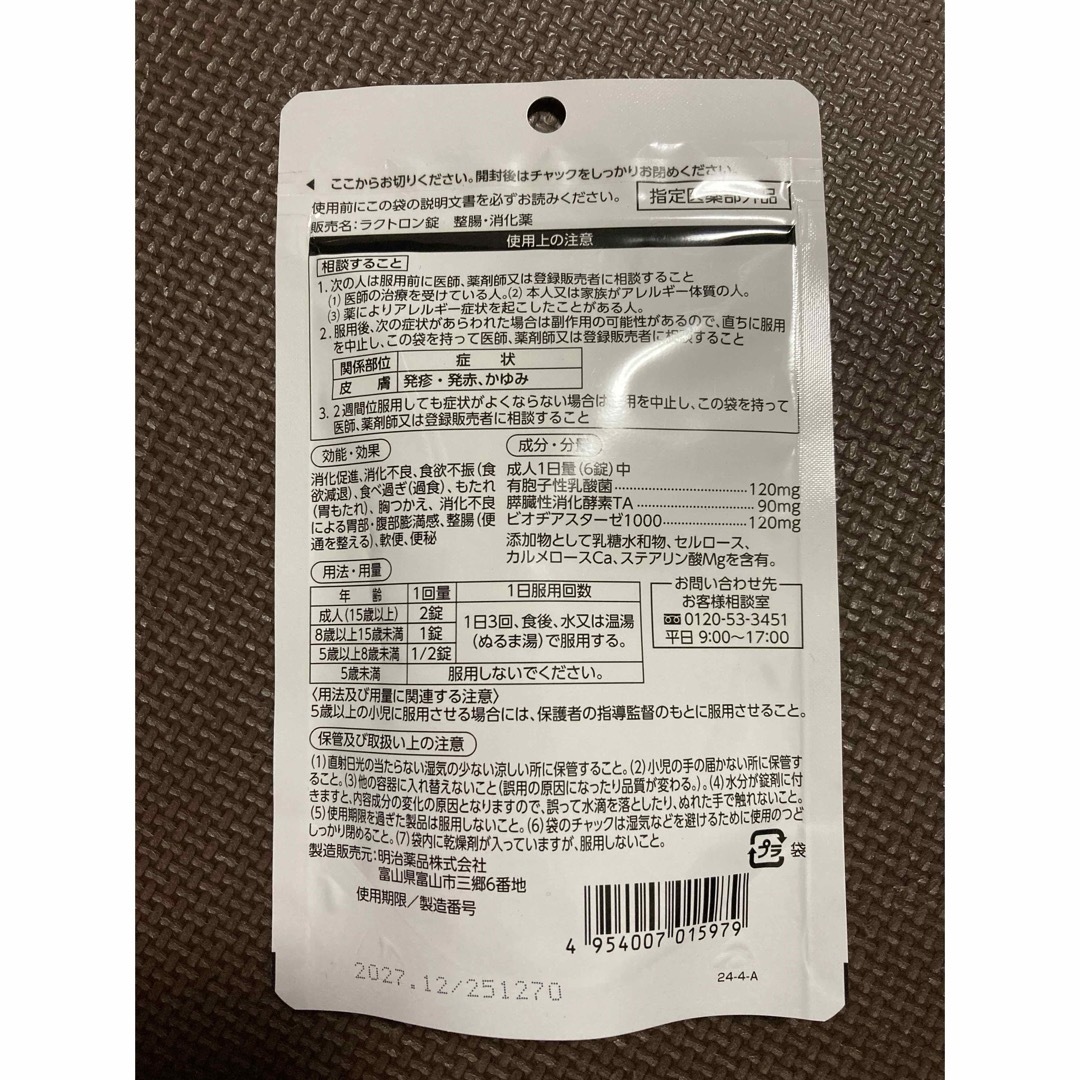 ここからお切りください。開封後はチャックをしっかりお閉めください。
使用前にこの袋の説明文書を必ずお読みください。
指定医薬部外品
販売名:ラクトロン錠 整腸・消化薬
使用上の注意
相談すること
1. 次の人は服用前に医師、薬剤師又は登録販売者に相談すること
(1) 医師の治療を受けている人。(2) 本人又は家族がアレルギー体質の人。
(3) 薬によりアレルギー症状を起こしたことがある人。
2. 服用後、次の症状があらわれた場合は副作用の可能性があるので、直ちに服用
を中止し、この袋を持って医師、薬剤師又は登録販売者に相談すること
関係部位 症状
皮膚 発疹・発赤、かゆみ
3. 2週間位服用しても症状がよくならない場合は服用を中止し、この袋を持って
医師、薬剤師又は登録販売者に相談すること
効能・効果
消化促進、消化不良、食欲不振(食
欲減退)、食べ過ぎ(過食)、もたれ
(胃もたれ)、胸つかえ、消化不良
による胃部・腹部膨満感、整腸(便
通を整える)、軟便、便秘
成分・分量
成人1日量(6錠)中
有胞子性乳酸菌 120mg
膵臓性消化酵素TA 90mg
ビオヂアスターゼ1000 120mg
添加物として乳糖水和物、セルロース、
カルメロースCa、ステアリン酸Mgを含有。
用法・用量
年齢 1回量 1日服用回数
成人(15歳以上) 2錠
8歳以上15歳未満 1錠
5歳以上8歳未満 1/2錠
1日3回、食後、水又は温湯
(ぬるま湯)で服用する。
5歳未満 服用しないでください。
お問い合わせ先
お客様相談室
0120-53-3451
平日 9:00〜17:00
〈用法及び用量に関連する注意〉
5歳以上の小児に服用させる場合には、保護者の指導監督のもとに服用させること。
保管及び取扱い上の注意
(1)直射日光の当たらない湿気の少ない涼しい所に保管すること。(2)小児の手の届かない所に保管す
ること。(3)他の容器に入れ替えないこと(誤用の原因になったり品質が変わる。)。(4)水分が錠剤に付
きますと、内容成分の変化の原因となりますので、誤って水滴を落としたり、ぬれた手で触れないこと。
(5)使用期限を過ぎた製品は服用しないこと。(6)袋のチャックは湿気などを避けるために使用のつど
しっかり閉めること。(7)袋内に乾燥剤が入っていますが、服用しないこと。
プラ 袋
製造販売元:明治薬品株式会社
富山県富山市三郷6番地
使用期限/製造番号
4 954007 015979
2027.12/251270
24-4-A